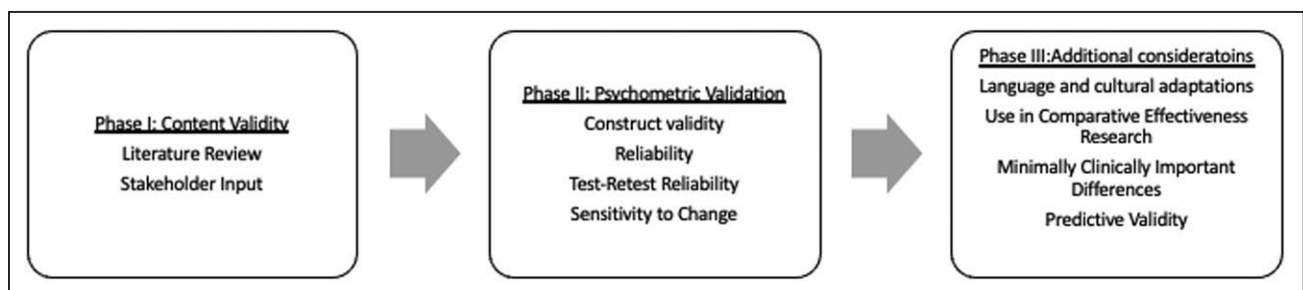 Phase I: Content Validity
Literature Review
Stakeholder Input
Phase II: Psychometric Validation
Construct validity
Reliability
Test-Retest Reliability
Sensitivity to Change
Phase III:Additional consideratoins
Language and cultural adaptations
Use in Comparative Effectiveness
Research
Minimally Clinically Important
Differences
Predictive Validity